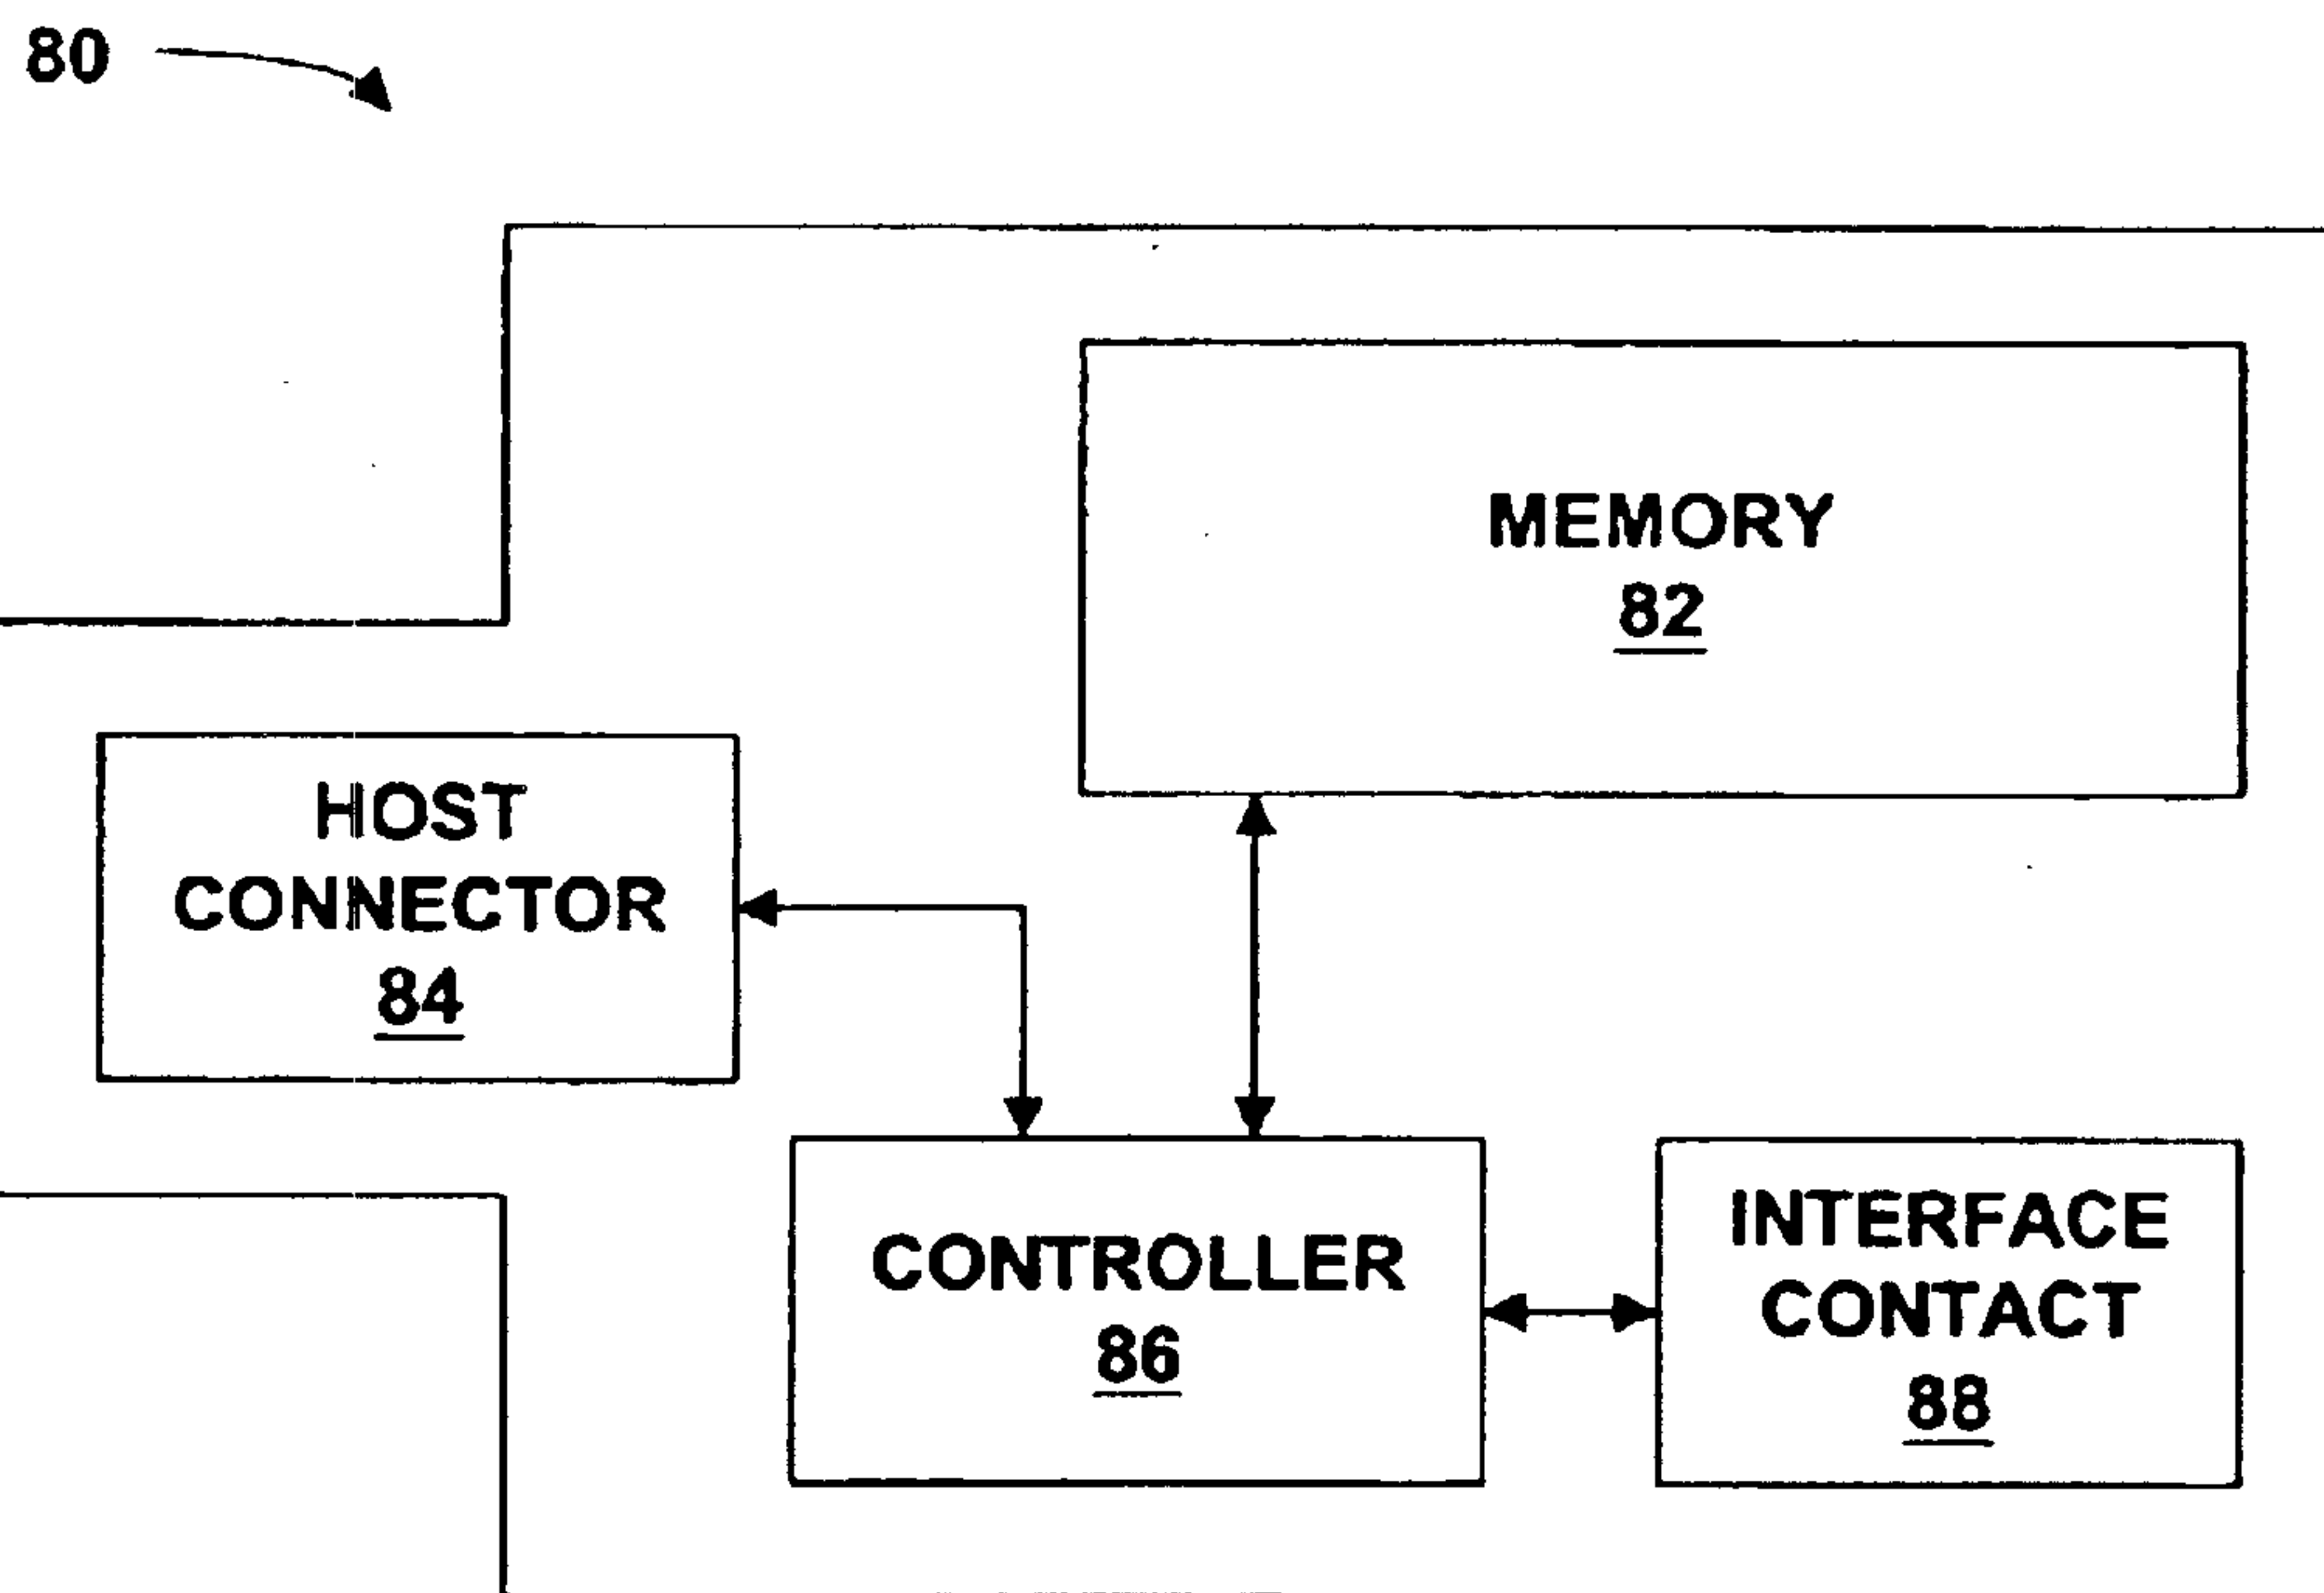 80
MEMORY
82
HOST
CONNECTOR
84
CONTROLLER
86
INTERFACE
CONTACT
88